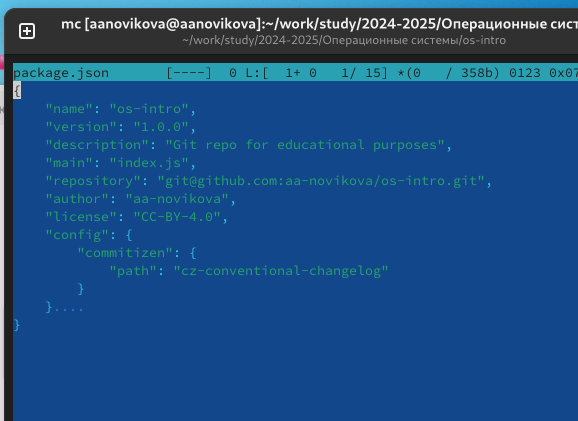 mc [aanovikova@aanovikova]:~/work/study/2024-2025/Операционные сист
~/work/study/2024-2025/Операционные системы/os-intro
package.json [----] 0 L:[ 1+ 0 1/ 15] *(0 / 358b) 0123 0x07
{
"name": "os-intro",
"version": "1.0.0",
"description": "Git repo for educational purposes",
"main": "index.js",
"repository": "git@github.com:aa-novikova/os-intro.git",
"author": "aa-novikova",
"license": "CC-BY-4.0",
"config": {
"commitizen": {
"path": "cz-conventional-changelog"
}
}....
}